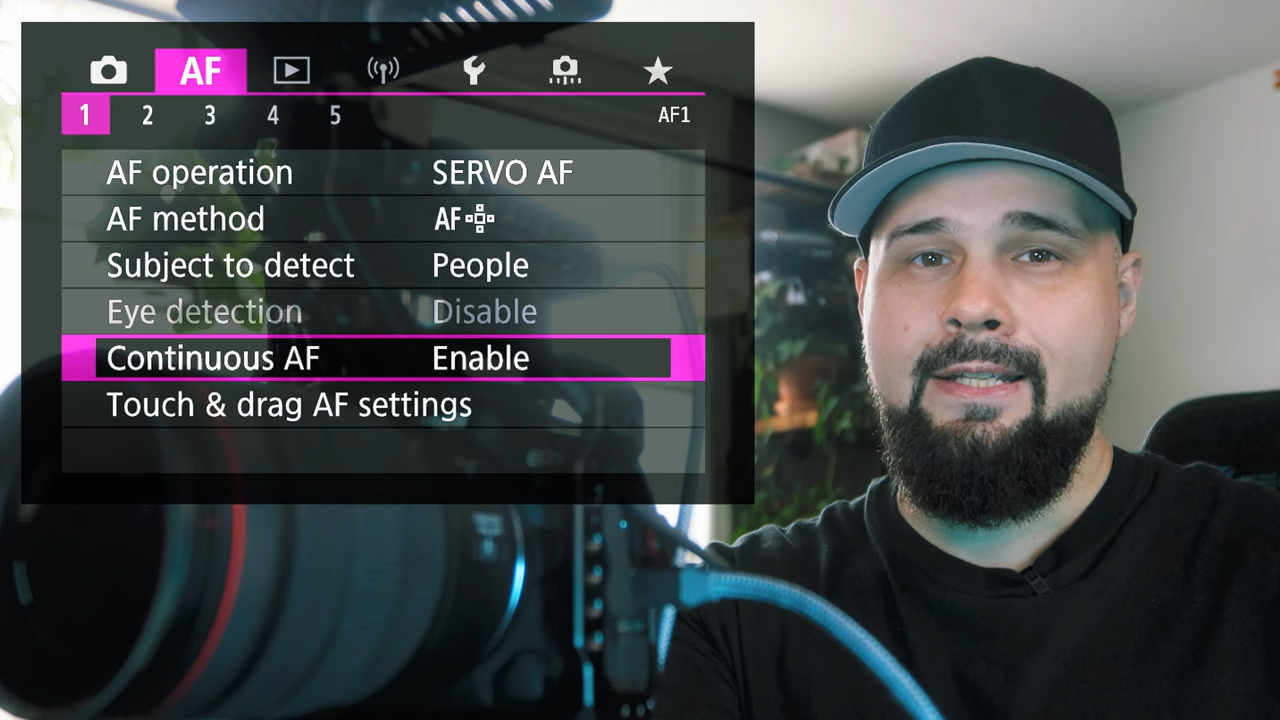 AF
1 2 3 4 5 AF1
AF operation SERVO AF
AF method AF
Subject to detect People
Eye detection Disable
Continuous AF Enable
Touch & drag AF settings